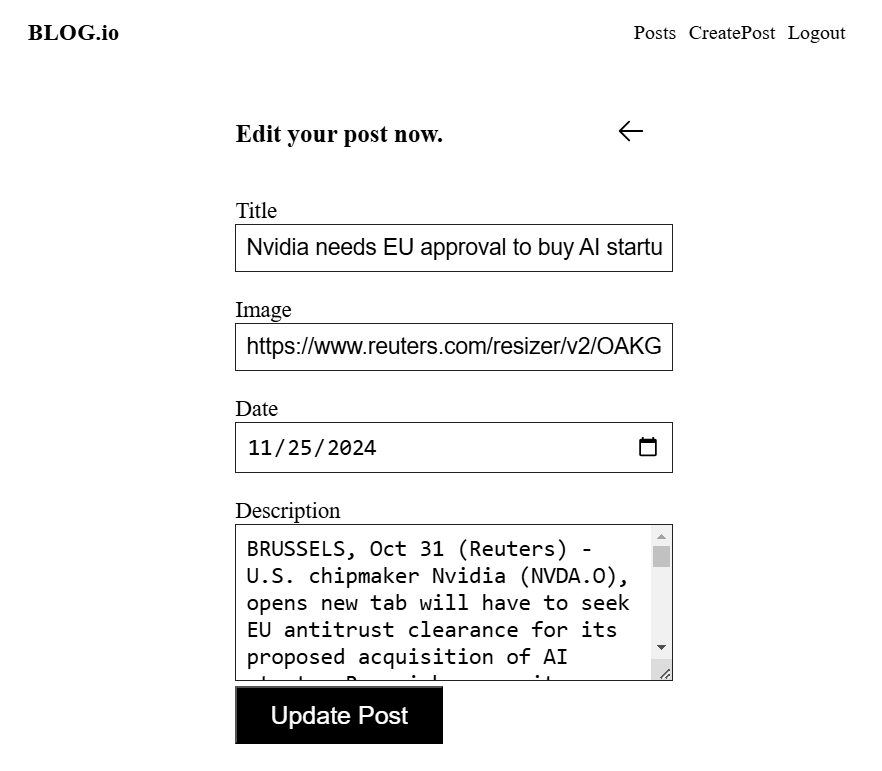 BLOG.io
Posts CreatePost Logout
Edit your post now.
Title
Nvidia needs EU approval to buy AI startu
Image
https://www.reuters.com/resizer/v2/OAKG
Date
11/25/2024
Description
BRUSSELS, Oct 31 (Reuters) -
U.S. chipmaker Nvidia (NVDA.O),
opens new tab will have to seek
EU antitrust clearance for its
proposed acquisition of AI
Update Post